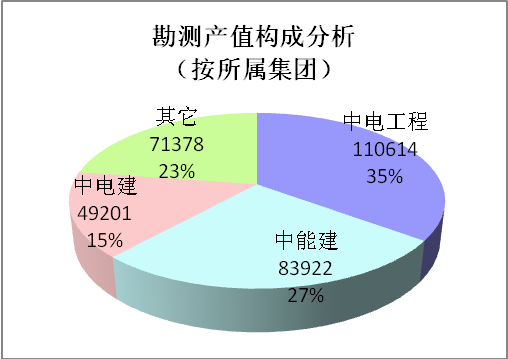 勘测产值构成分析
（按所属集团）
中电工程
110614
35%
中能建
83922
27%
中电建
49201
15%
其它
71378
23%